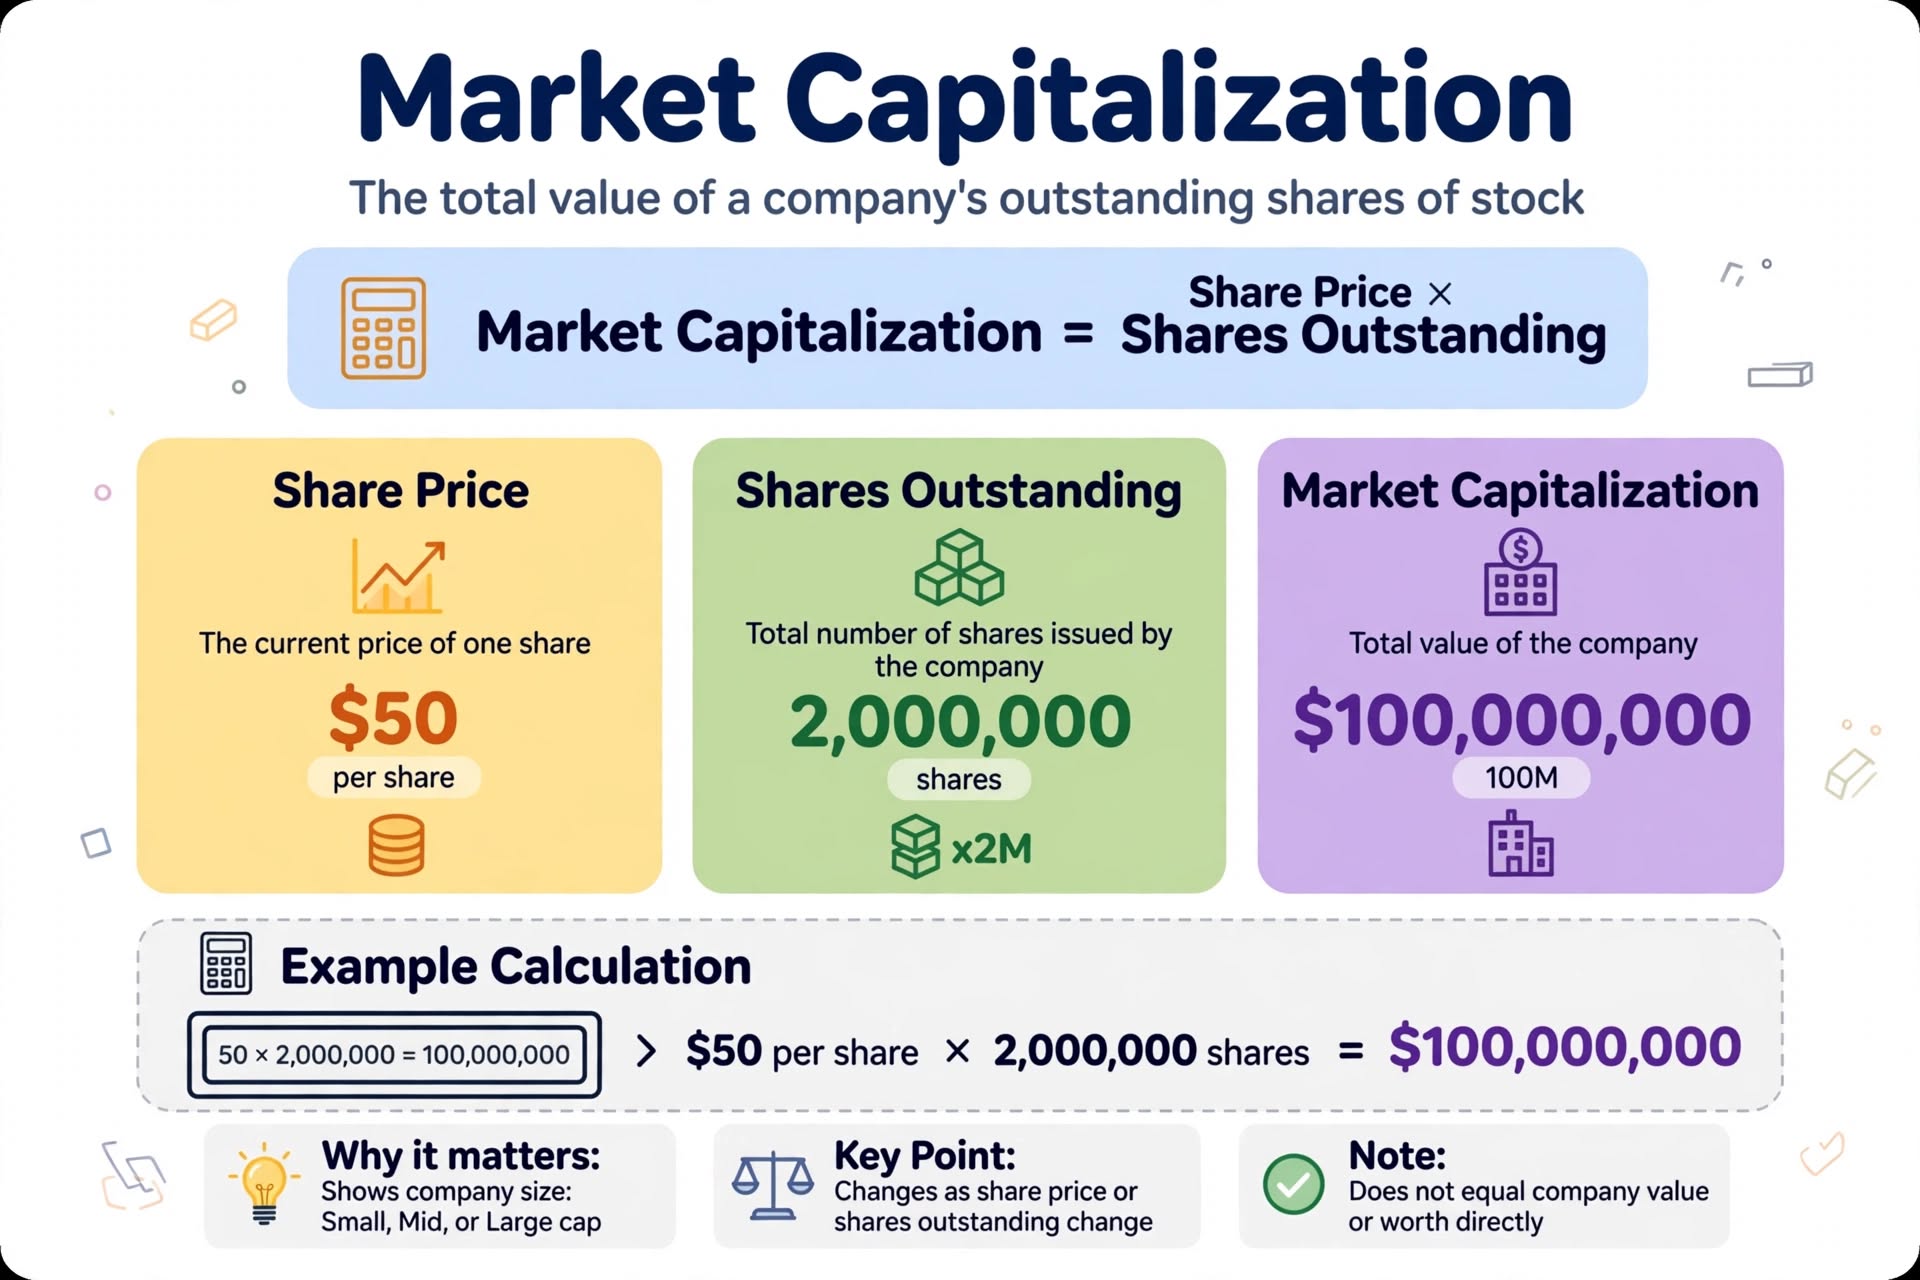 Market Capitalization
The total value of a company's outstanding shares of stock
Market Capitalization = Share Price ×
Shares Outstanding
Share Price
The current price of one share
$50
per share
Shares Outstanding
Total number of shares issued by
the company
2,000,000
shares
x2M
Market Capitalization
$
Total value of the company
$100,000,000
100M
Example Calculation
50 × 2,000,000 = 100,000,000 > $50 per share × 2,000,000 shares = $100,000,000
Why it matters:
Shows company size:
Small, Mid, or Large cap
Key Point:
Changes as share price or
shares outstanding change
Note:
Does not equal company value
or worth directly